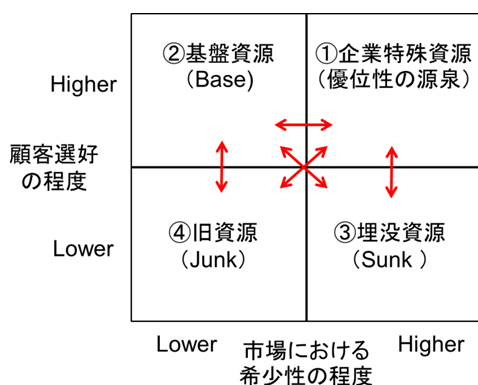 ②基盤資源
（Base)
①企業特殊資源
（優位性の源泉）
Higher
顧客選好
の程度
④旧資源
（Junk）
③埋没資源
（Sunk ）
Lower
Lower
市場における
希少性の程度
Higher